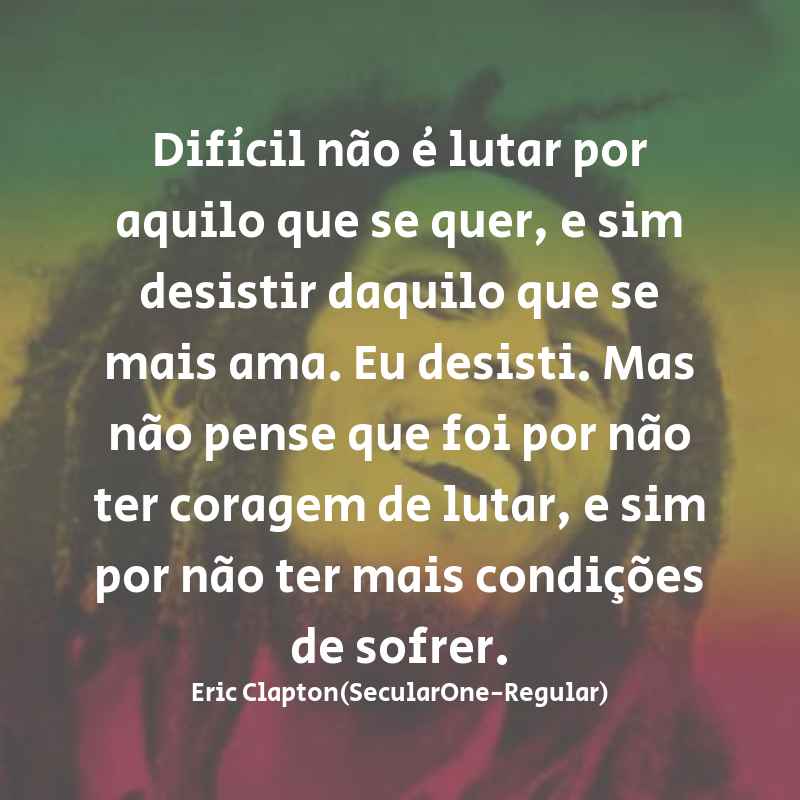 Difícil não é lutar por
aquilo que se quer, e sim
desistir daquilo que se
mais ama. Eu desisti. Mas
não pense que foi por não
ter coragem de lutar, e sim
por não ter mais condições
de sofrer.
Eric Clapton(SecularOne-Regular)